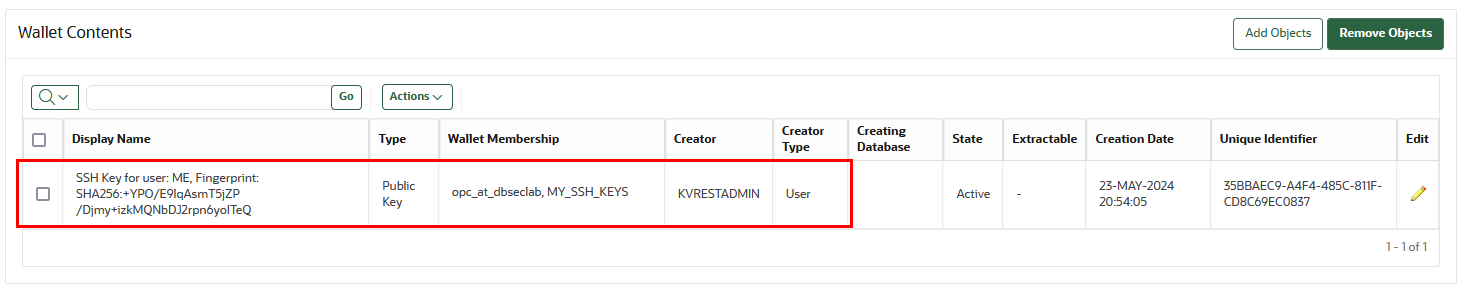 Wallet Contents
Add Objects
Remove Objects
Go
Actions
Display Name
Type
Wallet Membership
Creator
Creator
Type
Creating
Database
State
Extractable
Creation Date
Unique Identifier
Edit
SSH Key for user: ME, Fingerprint:
SHA256:+YPO/E9lqAsmT5jZP
/Djmy+izkMQNbDJ2rpn6yolTeQ
Public
Key
opc_at_dbseclab, MY_SSH_KEYS
KVRESTADMIN
User
Active
-
23-MAY-2024
20:54:05
35BBAEC9-A4F4-485C-811F-
CD8C69EC0837
1 - 1 of 1